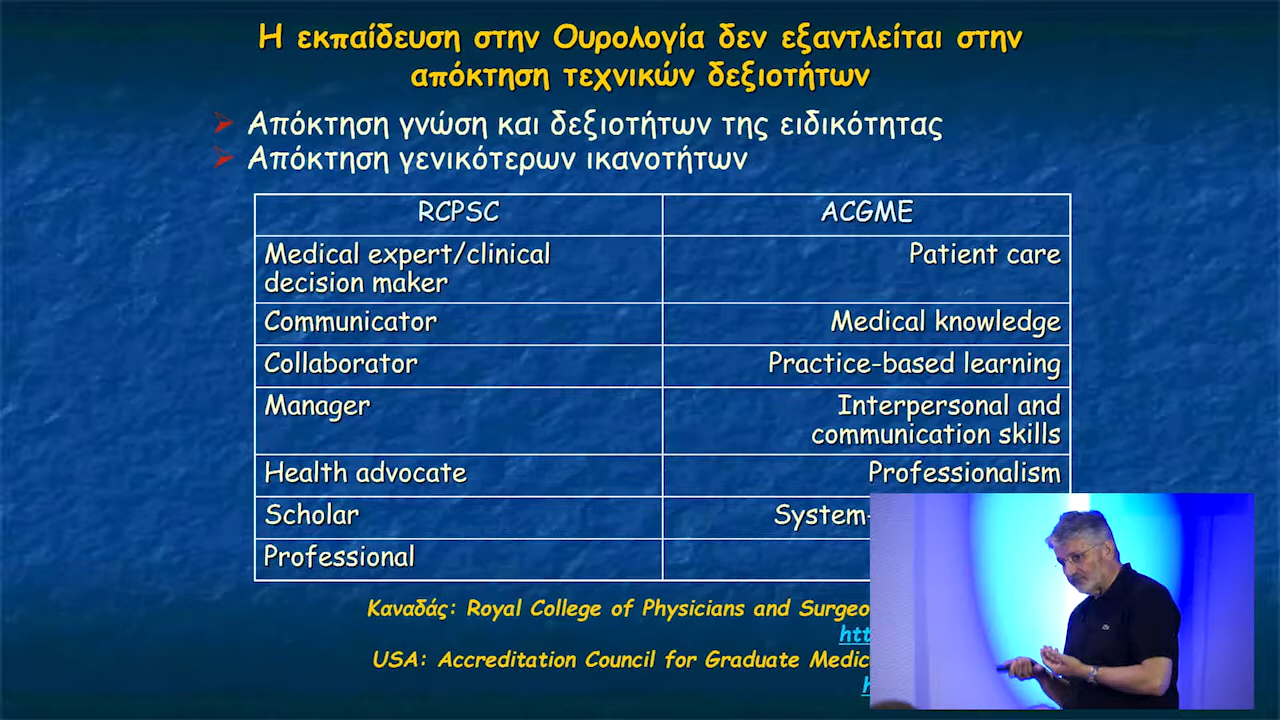 Η εκπαίδευση στην Ουρολογία δεν εξαντλείται στην
απόκτηση τεχνικών δεξιοτήτων
Απόκτηση γνώση και δεξιοτήτων της ειδικότητας
Απόκτηση γενικότερων ικανοτήτων
RCPSC
ACGME
Medical expert/clinical
decision maker
Patient care
Communicator
Medical knowledge
Collaborator
Practice-based learning
Manager
Interpersonal and
communication skills
Health advocate
Professionalism
Scholar
System-
Professional
Καναδάς: Royal College of Physicians and
USA: Accreditation Council for Graduate